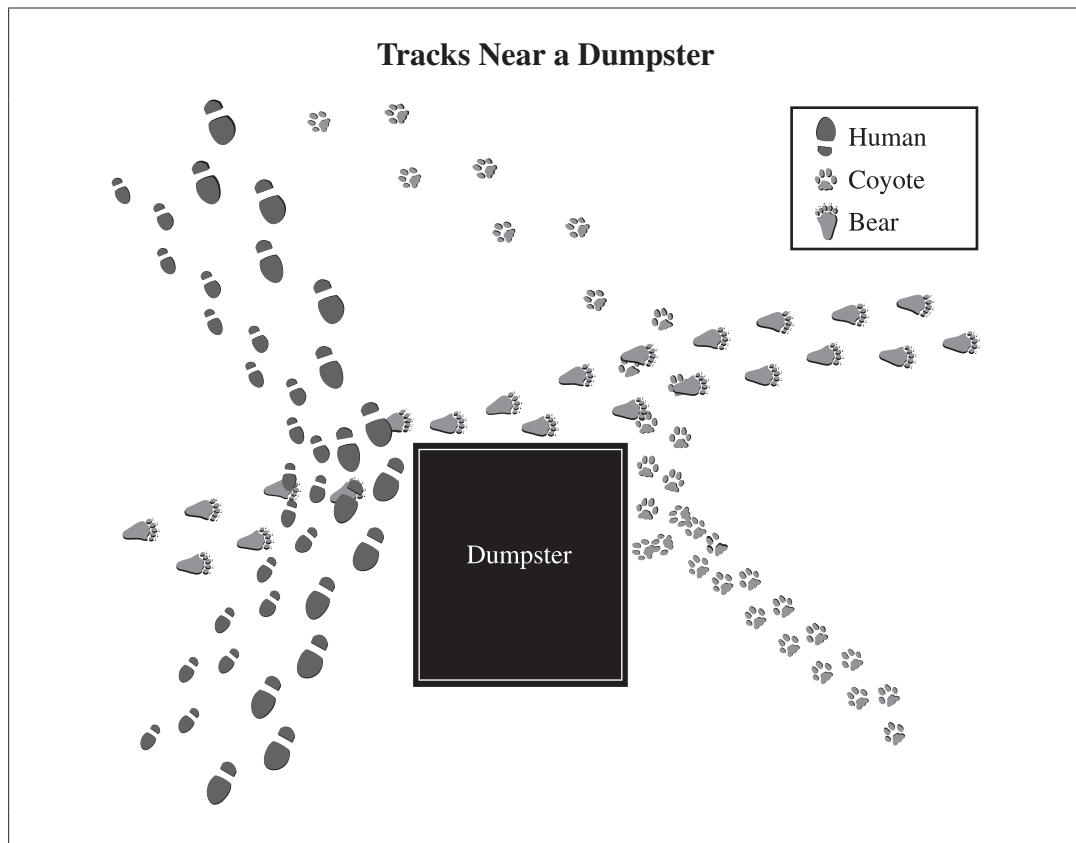 Tracks Near a Dumpster
Human
Coyote
Bear
Dumpster